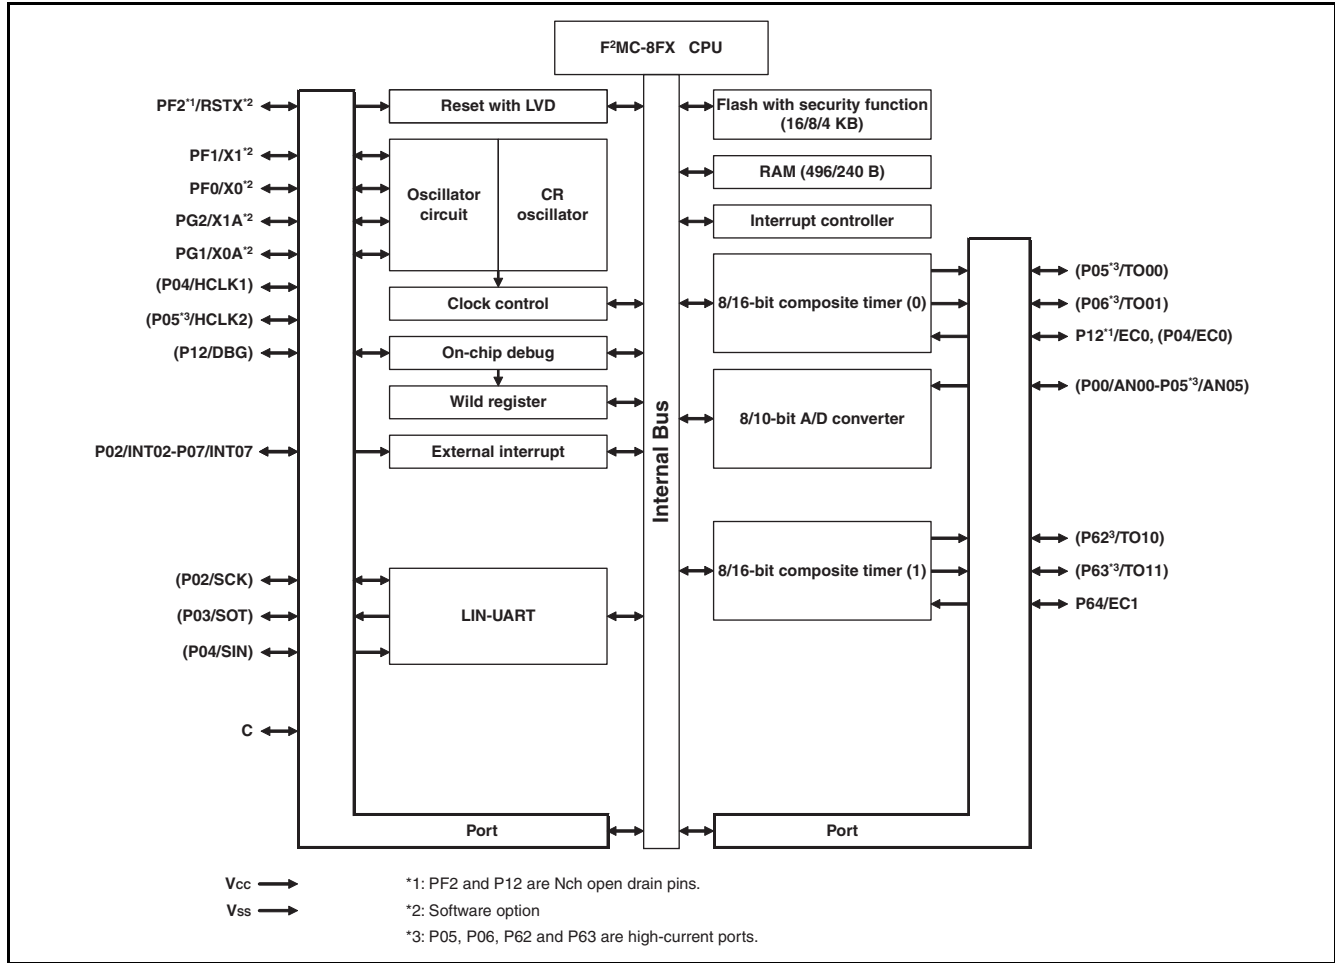 F²MC-8FX CPU
PF2*1/RSTX*2
PF1/X1*2
PF0/X0*2
PG2/X1A*2
PG1/X0A*2
(P04/HCLK1)
(P05*3/HCLK2)
(P12/DBG)
P02/INT02-P07/INT07
(P02/SCK)
(P03/SOT)
(P04/SIN)
C
Reset with LVD
Oscillator
circuit
CR
oscillator
Clock control
On-chip debug
Wild register
External interrupt
LIN-UART
Port
Internal Bus
Flash with security function
(16/8/4 KB)
RAM (496/240 B)
Interrupt controller
8/16-bit composite timer (0)
8/10-bit A/D converter
8/16-bit composite timer (1)
Port
(P05*3/TO00)
(P06*3/TO01)
P12*1/EC0, (P04/EC0)
(P00/AN00-P05*3/AN05)
(P62³/TO10)
(P63*3/TO11)
P64/EC1
Vcc
Vss
*1: PF2 and P12 are Nch open drain pins.
*2: Software option
*3: P05, P06, P62 and P63 are high-current ports.